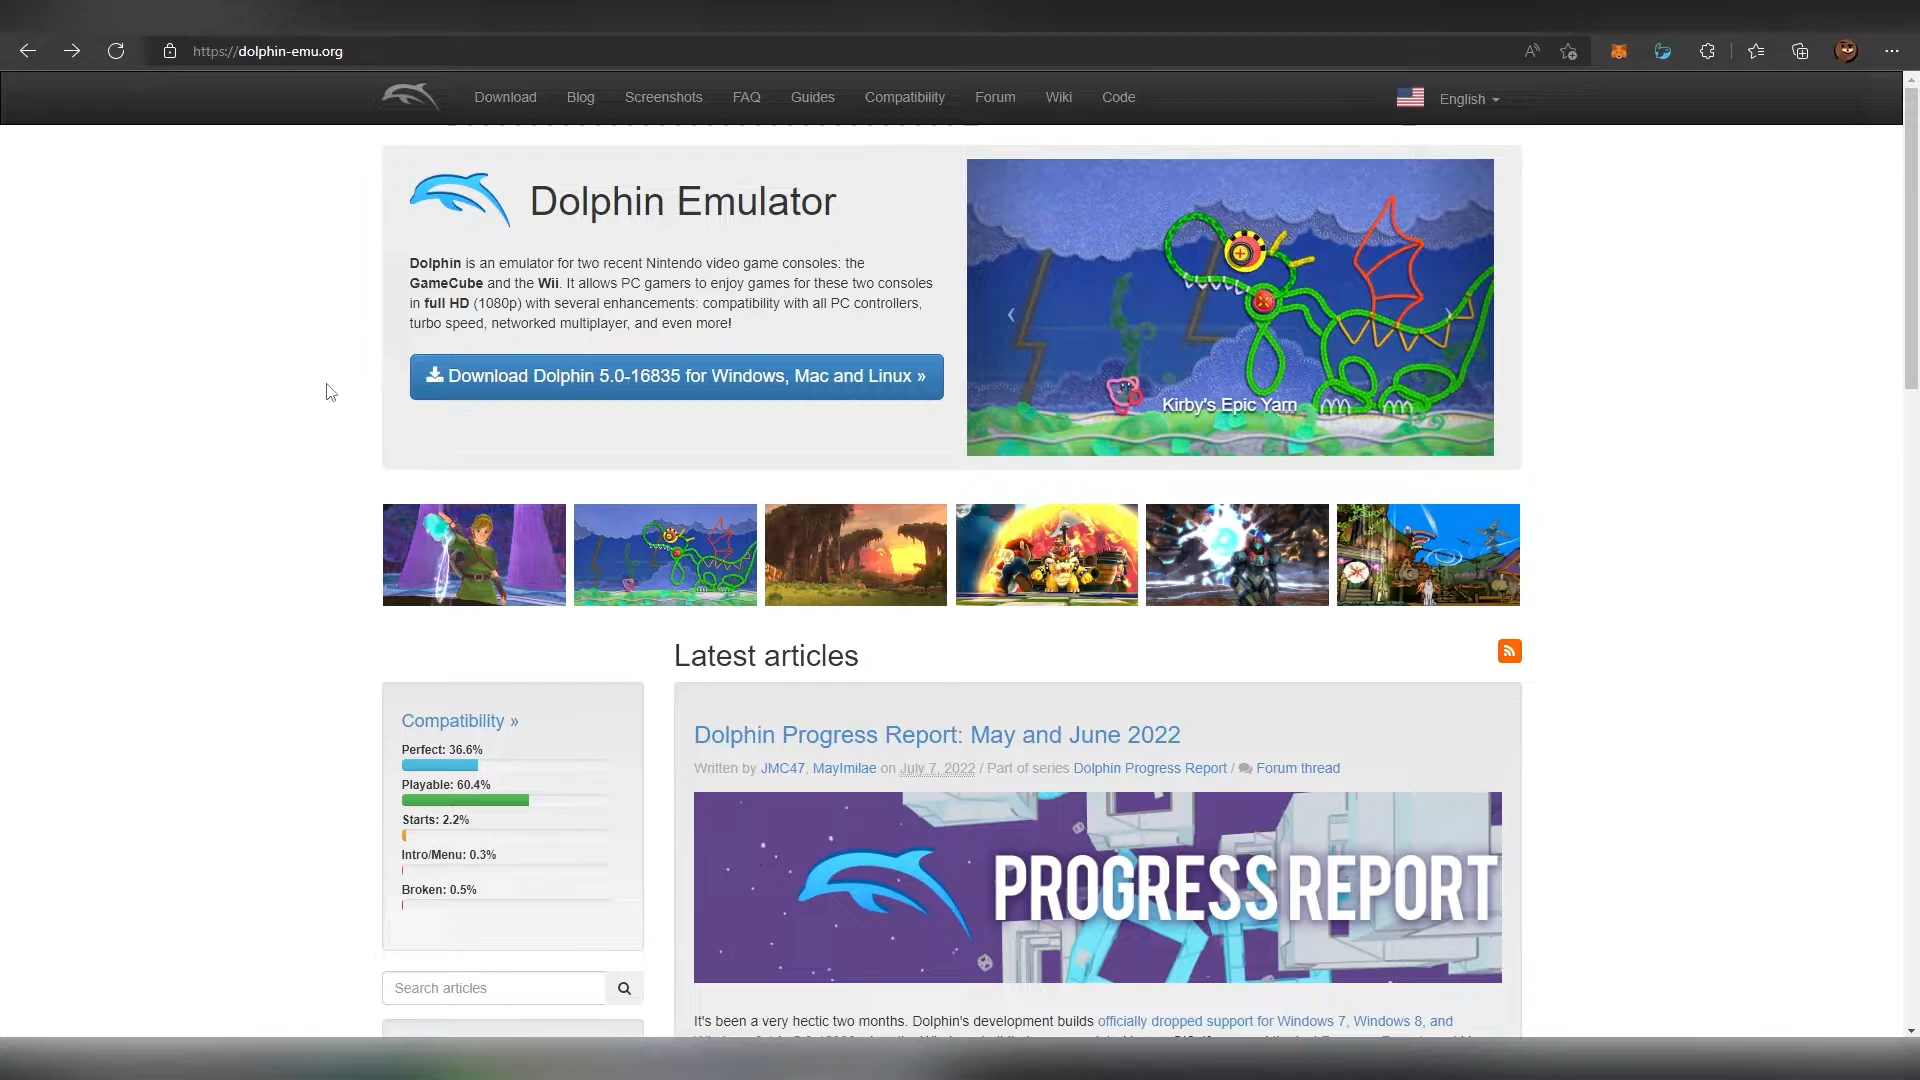 https://dolphin-emu.org
Download Blog Screenshots FAQ Guides Compatibility Forum Wiki Code English
Dolphin Emulator
Dolphin is an emulator for two recent Nintendo video game consoles: the
GameCube and the Wii. It allows PC gamers to enjoy games for these two consoles
in full HD (1080p) with several enhancements: compatibility with all PC controllers,
turbo speed, networked multiplayer, and even more!
Download Dolphin 5.0-16835 for Windows, Mac and Linux »
Kirby's Epic Yarn
Latest articles
Compatibility »
Perfect: 36.6%
Playable: 60.4%
Starts: 2.2%
Intro/Menu: 0.3%
Broken: 0.5%
Search articles
Dolphin Progress Report: May and June 2022
Written by JMC47, MayImilae on July 7, 2022 / Part of series Dolphin Progress Report / Forum thread
PROGRESS REPORT
It's been a very hectic two months. Dolphin's development builds officially dropped support for Windows 7, Windows 8, and